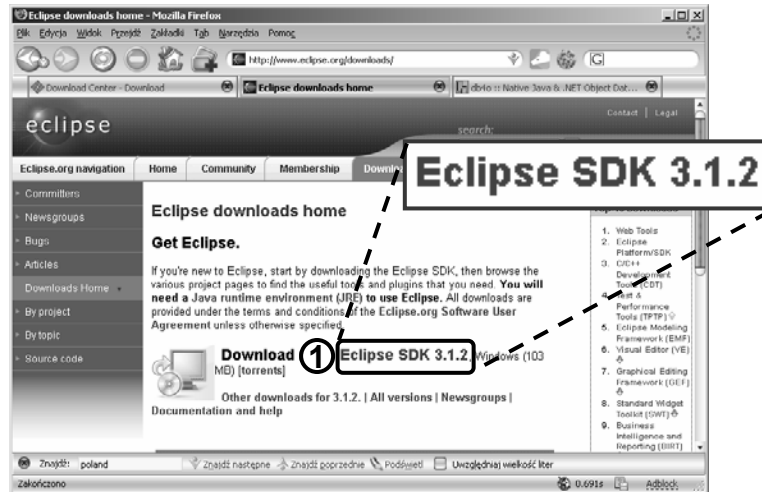 Eclipse downloads home - Mozilla Firefox
Plik Edycja Widok Przejdź Zakładki Tab Narzędzia Pomoc
http://www.eclipse.org/downloads/
G
Download Center - Download
Eclipse downloads home
db4o :: Native Java & .NET Object Dat...
Contact | Legal
eclipse
search:
Eclipse.org navigation
Home
Community
Membership
Eclipse SDK 3.1.2
Committers
Newsgroups
Bugs
Articles
Downloads Home
By project
By topic
Source code
Eclipse downloads home
Get Eclipse.
If you're new to Eclipse, start by downloading the Eclipse SDK, then browse the
various project pages to find the useful tools and plugins that you need. You will
need a Java runtime environment (JRE) to use Eclipse. All downloads are
provided under the terms and conditions of the Eclipse.org Software User
Agreement unless otherwise specified.
Download 1 Eclipse SDK 3.1.2, Windows (103
MB) [torrents]
Other downloads for 3.1.2. | All versions | Newsgroups |
Documentation and help
1. Web Tools
2. Eclipse
Platform/SDK
3. C/C++
Development
Tools (CDT)
4. Test &
Performance
Tools (TPTP)
5. Eclipse Modeling
Framework (EMF)
6. Visual Editor (VE)
7. Graphical Editing
Framework (GEF)
8. Standard Widget
Toolkit (SWT)
9. Business
Intelligence and
Reporting (BIRT)
Znajdź: poland
Znajdź następne
Znajdź poprzednie
Podświetl
Uwzględniaj wielkość liter
Zakończono
0.691s
Adblock